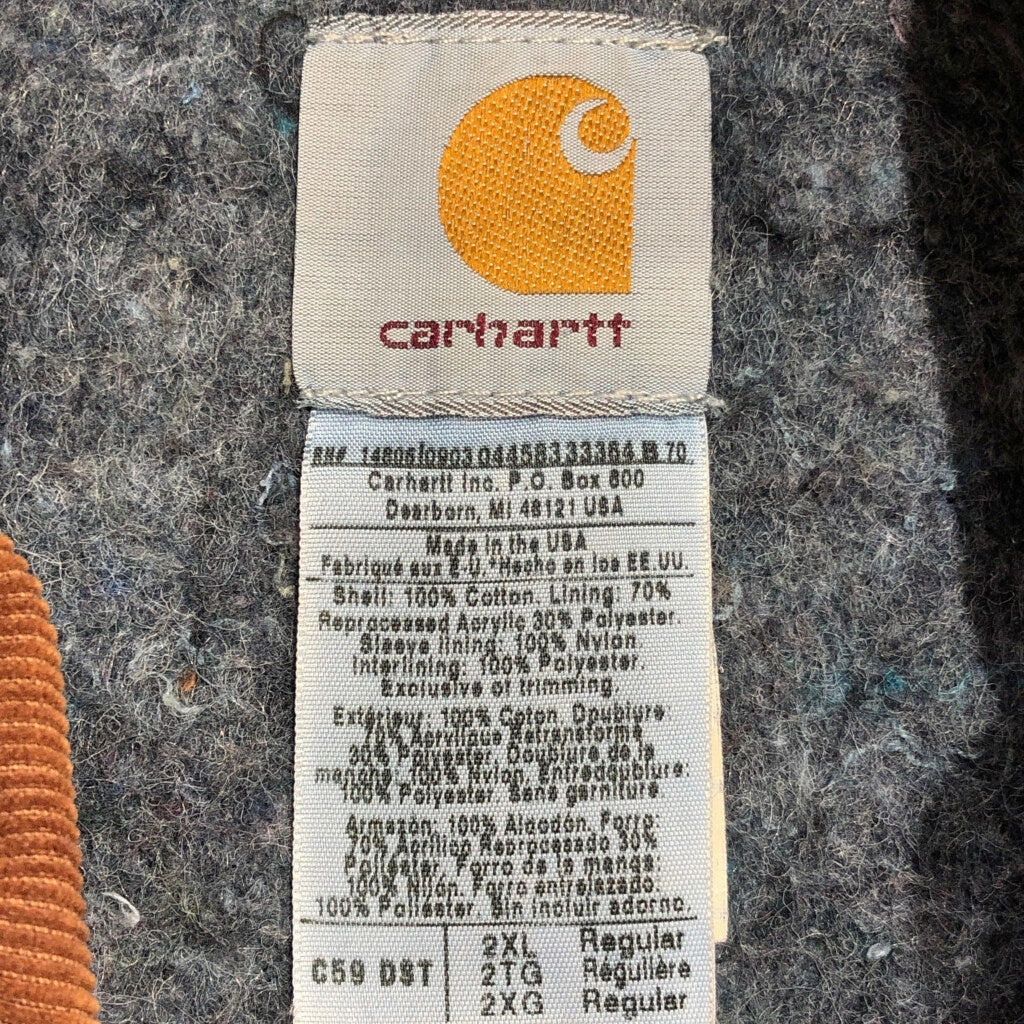 carhartt
RN# 14806/0903 044583 33364 R 70
Carhartt Inc. P.O. Box 600
Dearborn, MI 48121 USA
Made in the USA
Fabriqué aux É.U.*Hecho en los EE.UU.
Shell: 100% Cotton. Lining: 70%
Reprocessed Acrylic 30% Polyester.
Sleeve lining: 100% Nylon
Interlining: 100% Polyester.
Exclusive of trimming.
Extérieur: 100% Coton. Doublure
70% Acrylique Retransformé
30% Polyester. Doublure de la
manche: 100% Nylon. Entredoublure:
100% Polyester. Sans garniture
Armazón: 100% Algodón. Forro:
70% Acrílico Reprocesado 30%
Poliéster. Forro de la manga:
100% Nilon. Forro entrelazado.
100% Poliéster. Sin incluir adorno.
C59 DST
2XL Regular
2TG Régulière
2XG Regular